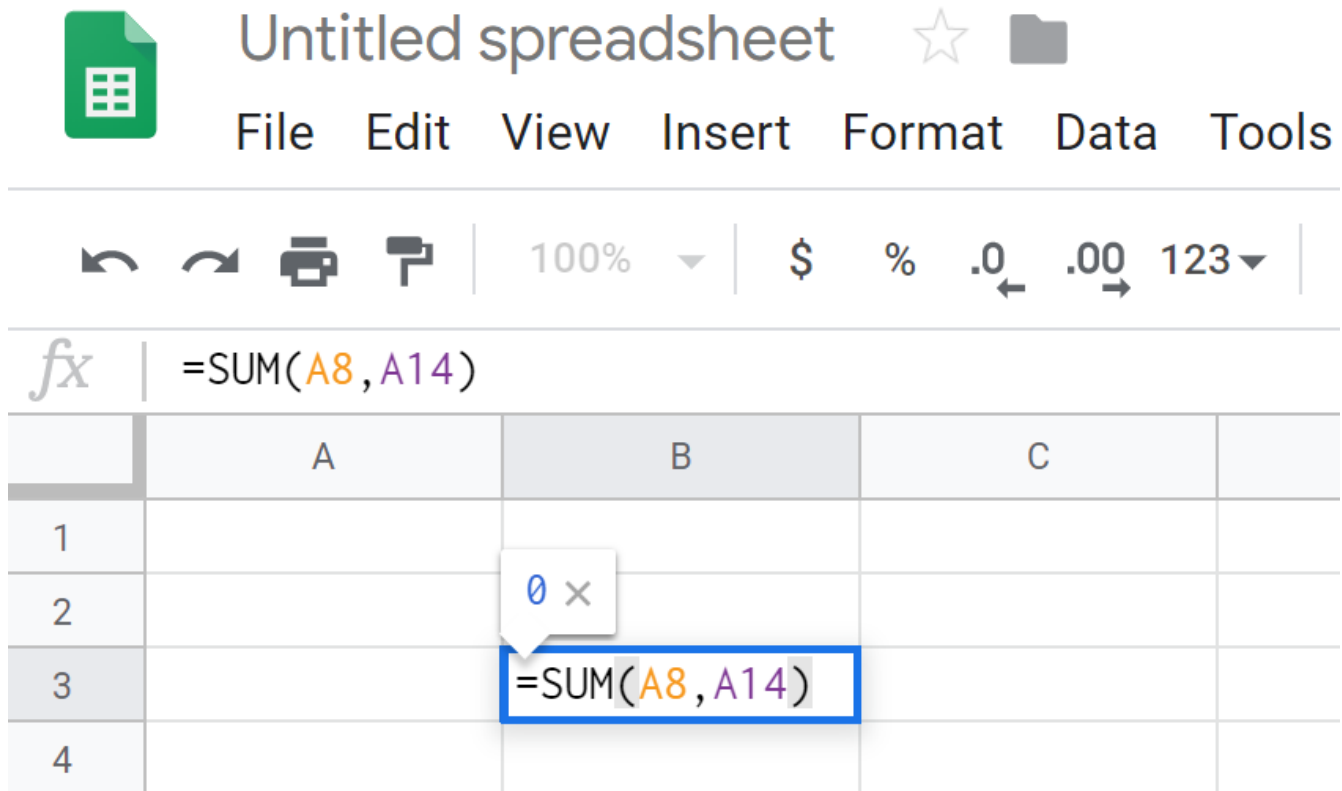 Untitled spreadsheet
File Edit View Insert Format Data Tools
100% $ % .0 .00 123
fx =SUM(A8,A14)
A B C
1
0 ×
2
3 =SUM(A8,A14)
4